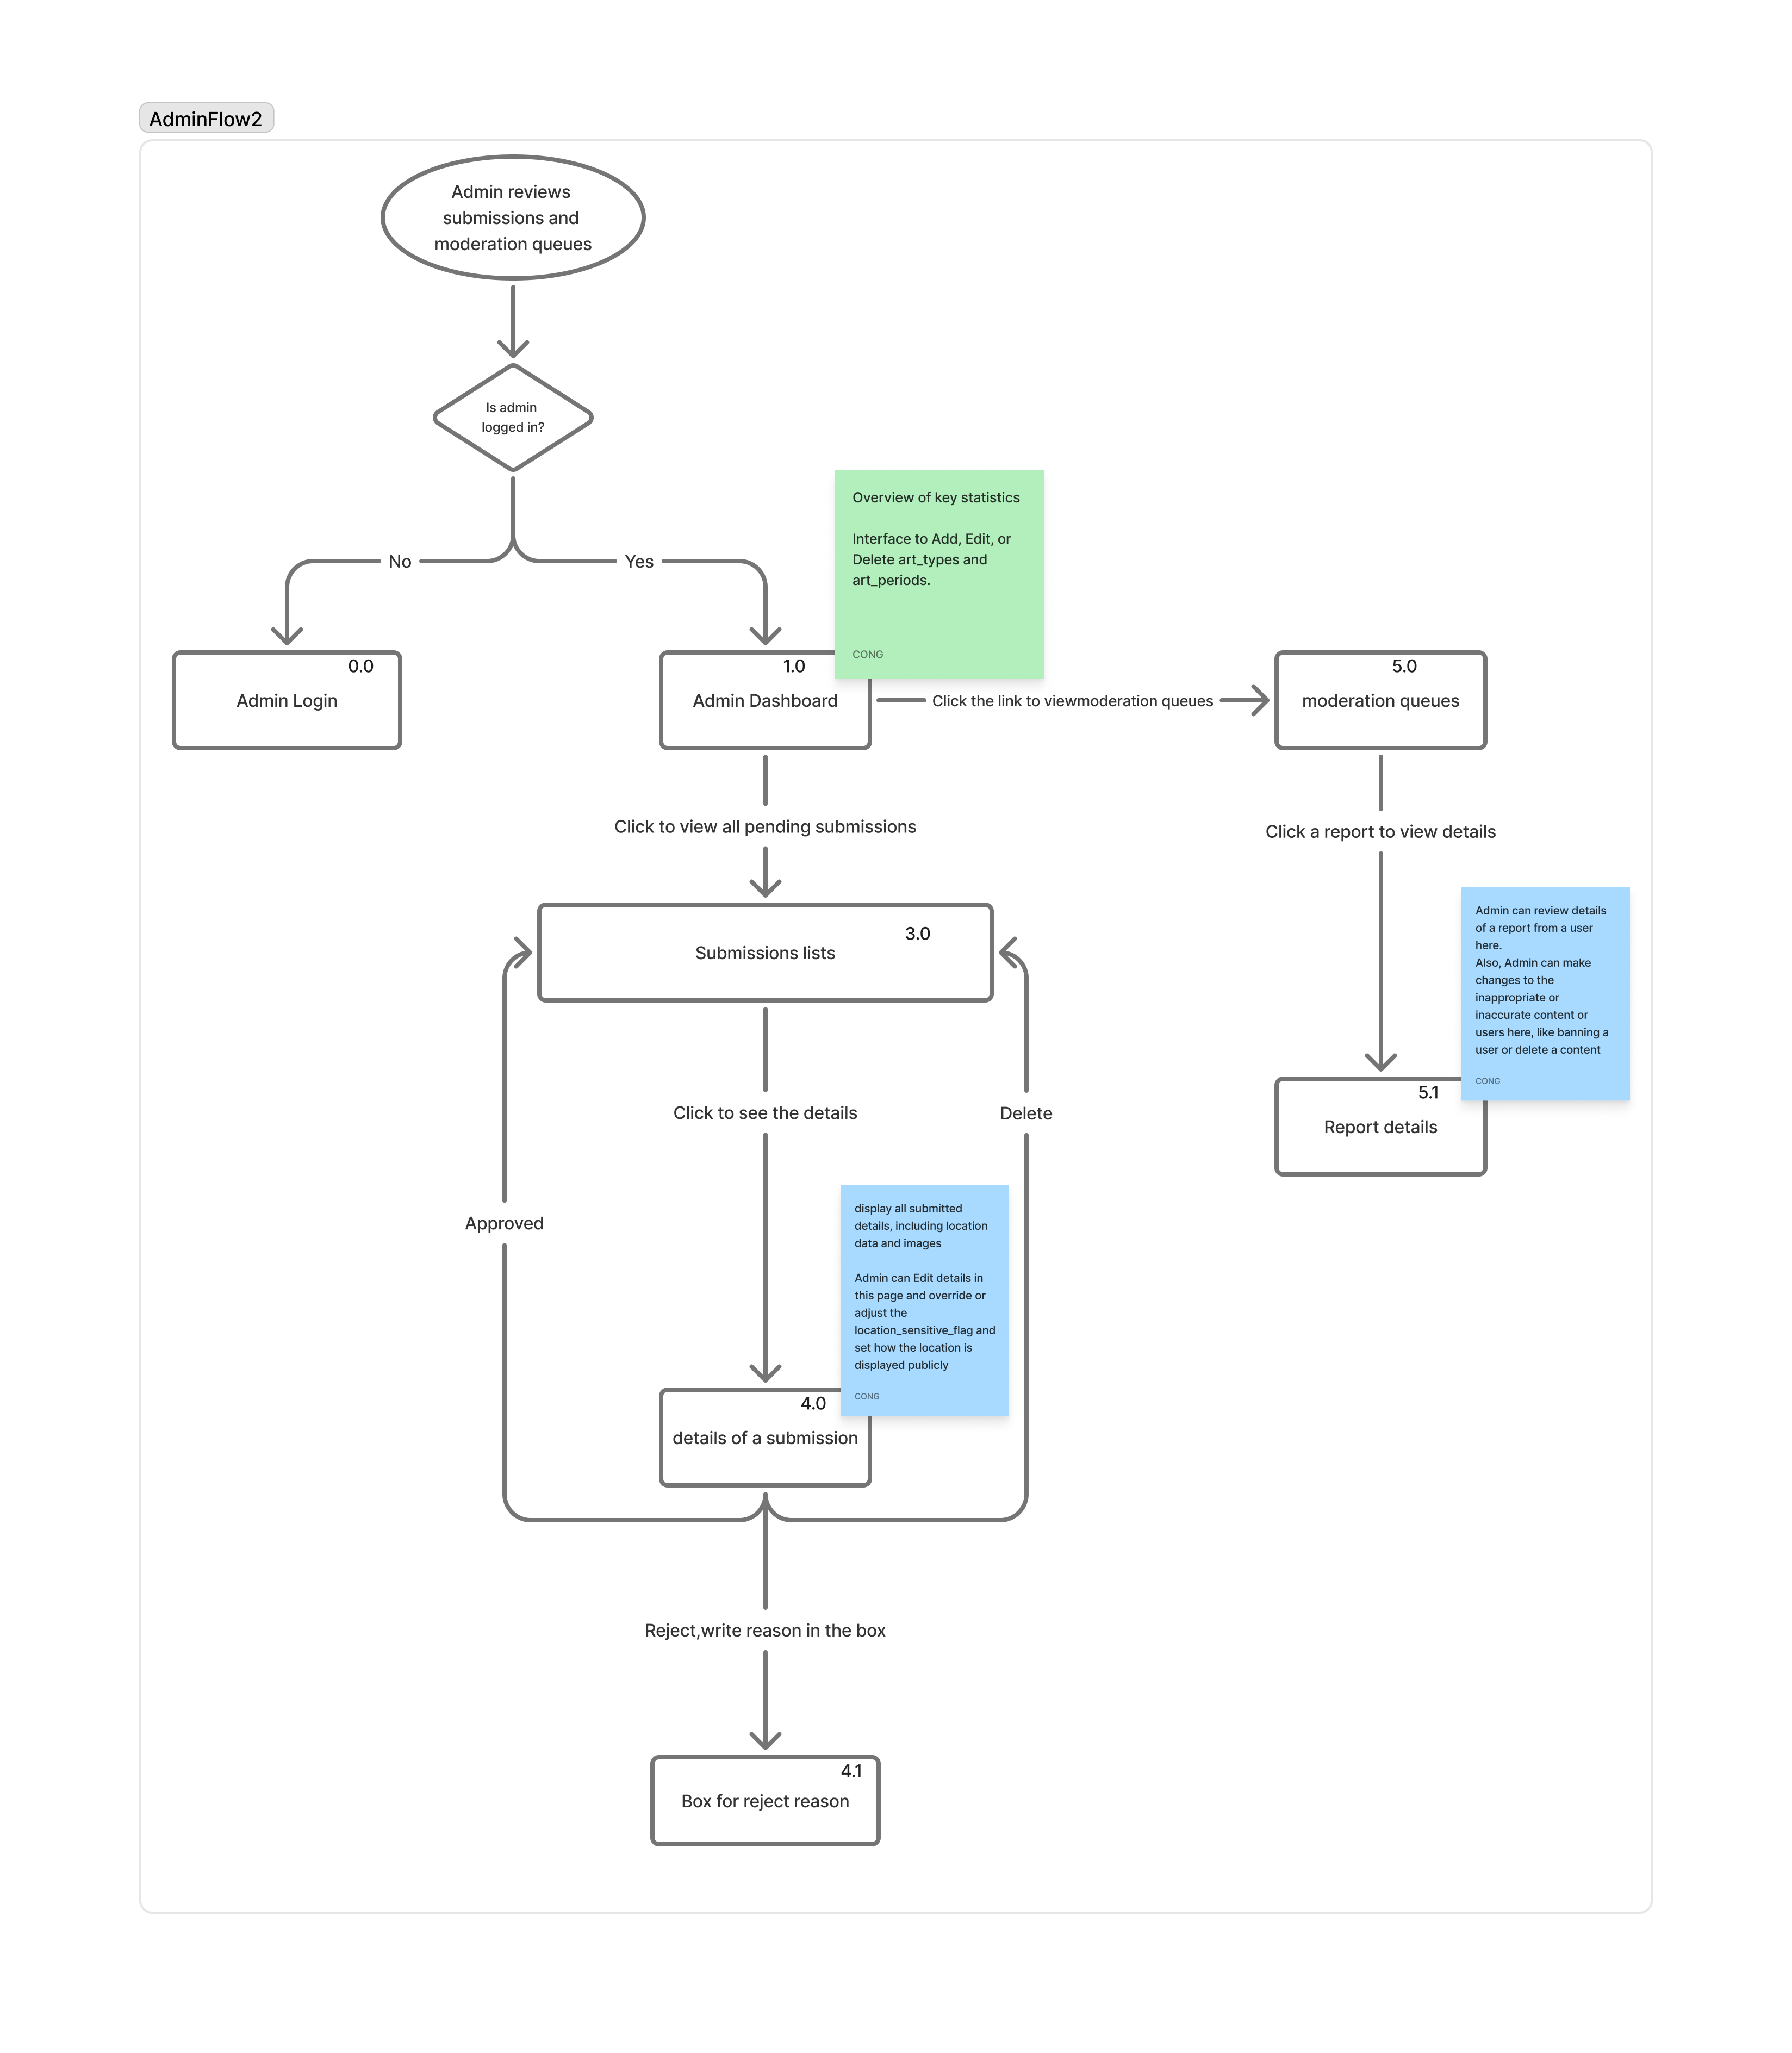 AdminFlow2
Admin reviews
submissions and
moderation queues
Is admin
logged in?
No
Yes
Overview of key statistics
Interface to Add, Edit, or
Delete art_types and
art_periods.
CONG
0.0
Admin Login
1.0
Admin Dashboard
Click the link to viewmoderation queues
5.0
moderation queues
Click to view all pending submissions
Click a report to view details
3.0
Submissions lists
Admin can review details
of a report from a user
here.
Also, Admin can make
changes to the
inappropriate or
inaccurate content or
users here, like banning a
user or delete a content
CONG
5.1
Report details
Click to see the details
Delete
Approved
display all submitted
details, including location
data and images
Admin can Edit details in
this page and override or
adjust the
location_sensitive_flag and
set how the location is
displayed publicly
CONG
4.0
details of a submission
Reject,write reason in the box
4.1
Box for reject reason